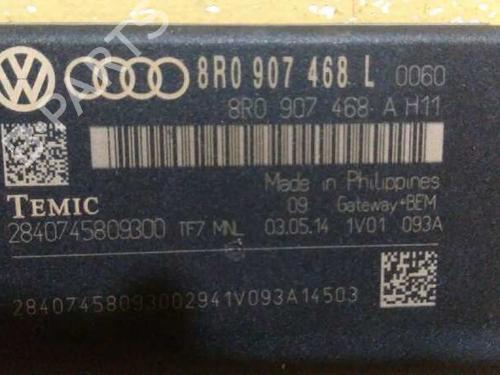 8R0 907 468 L 0060
8R0 907 468 A H11
Made in Philippines
TEMIC 09 Gateway+BEM
2840745809300 TF7 MNL 03.05.14 1V01 093A
28407458093002941V093A14503